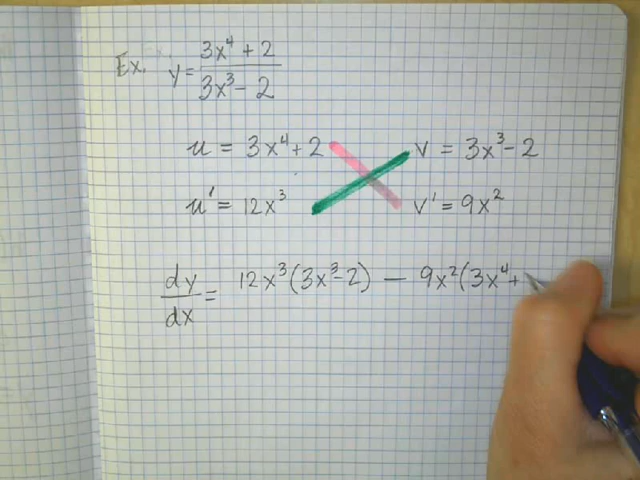 Ex. y = (3x⁴ + 2)/(3x³ - 2)
u = 3x⁴ + 2 v = 3x³ - 2
u' = 12x³ v' = 9x²
dy/dx = 12x³(3x³ - 2) — 9x²(3x⁴ +